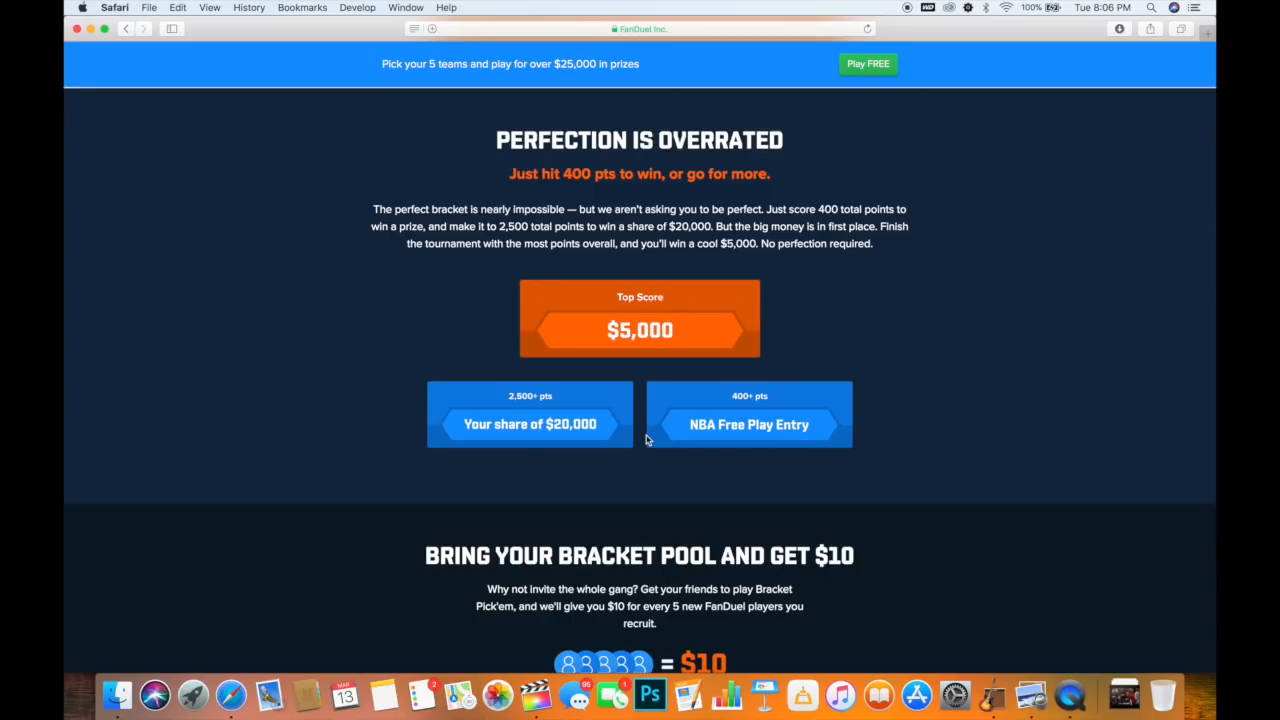 Safari File Edit View History Bookmarks Develop Window Help WD 100% Tue 8:06 PM
FanDuel Inc.
Pick your 5 teams and play for over $25,000 in prizes Play FREE
PERFECTION IS OVERRATED
Just hit 400 pts to win, or go for more.
The perfect bracket is nearly impossible — but we aren't asking you to be perfect. Just score 400 total points to
win a prize, and make it to 2,500 total points to win a share of $20,000. But the big money is in first place. Finish
the tournament with the most points overall, and you'll win a cool $5,000. No perfection required.
Top Score
$5,000
2,500+ pts 400+ pts
Your share of $20,000 NBA Free Play Entry
BRING YOUR BRACKET POOL AND GET $10
Why not invite the whole gang? Get your friends to play Bracket
Pick'em, and we'll give you $10 for every 5 new FanDuel players you
recruit.
= $10
MAR 2 1
13 Ps